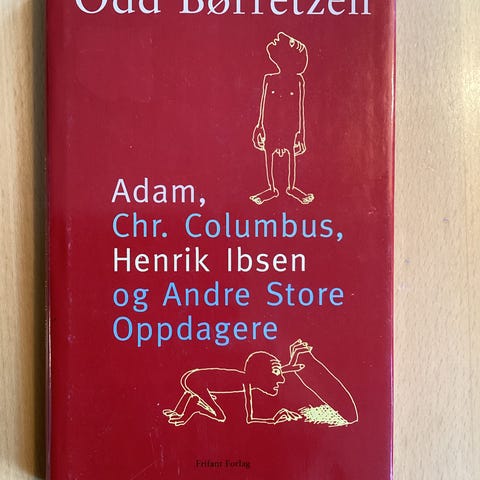 Odd Børretzen
Adam,
Chr. Columbus,
Henrik Ibsen
og Andre Store
Oppdagere
Frifant Forlag